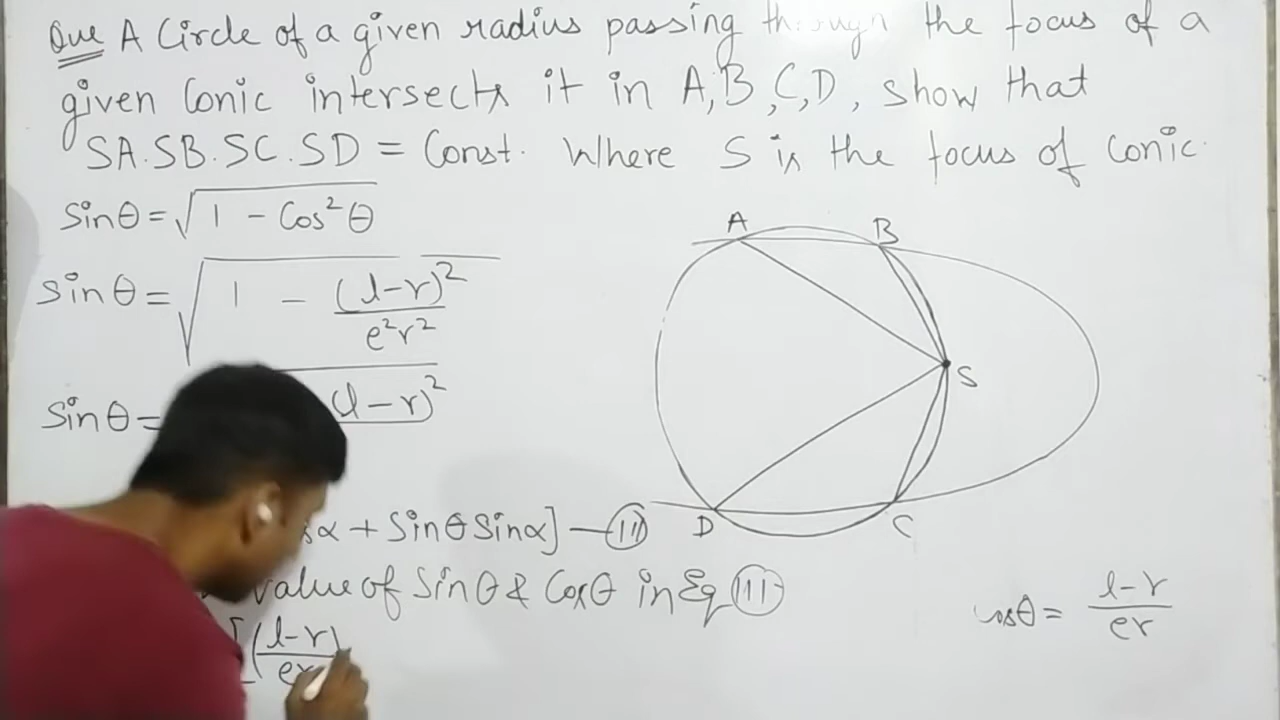 Que A Circle of a given radius passing through the focus of a
given Conic intersects it in A, B, C, D, show that
SA.SB.SC.SD = Const. Where S is the focus of Conic.
Sinθ = √(1 - Cos²θ)
Sinθ = √(1 - (l-r)²/e²r²)
Sinθ = (l-r)²
A
B
S
D
C
α + Sinθ Sinα] — (III)
value of Sinθ & Cosθ in Eq (III)
[(l-r/er)
cosθ = l-r/er